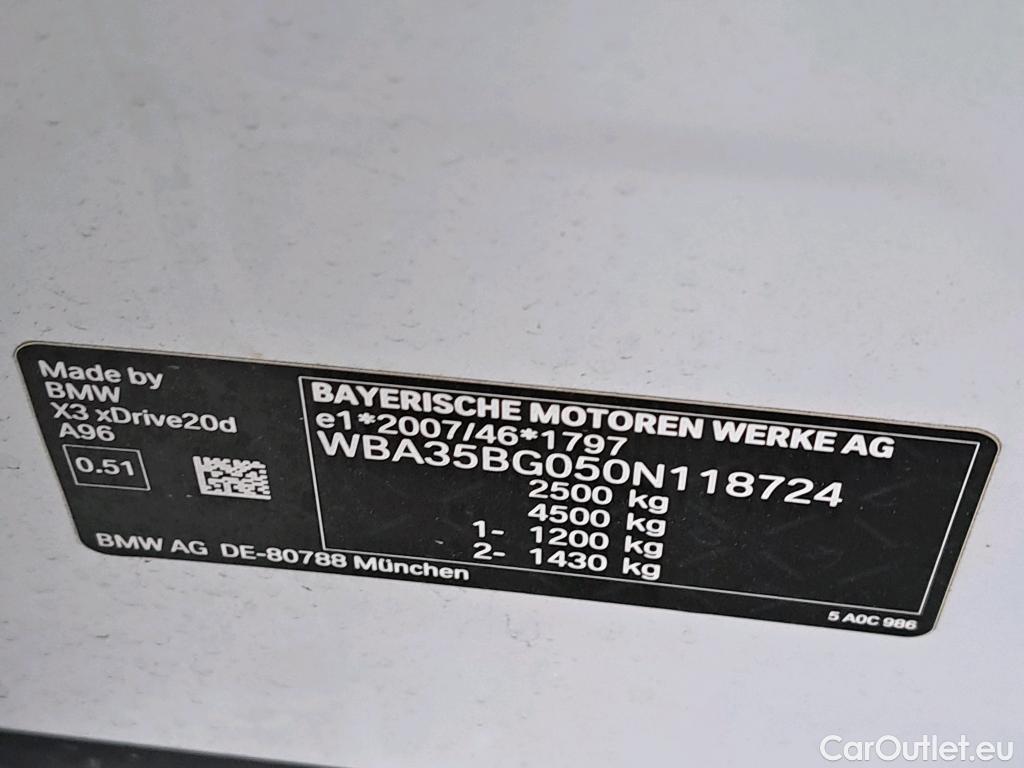 Made by
BMW
X3 xDrive20d
A96
0.51
BMW AG DE-80788 München
BAYERISCHE MOTOREN WERKE AG
e1*2007/46*1797
WBA35BG050N118724
2500 kg
4500 kg
1- 1200 kg
2- 1430 kg
5 A0C 986
CarOutlet.eu